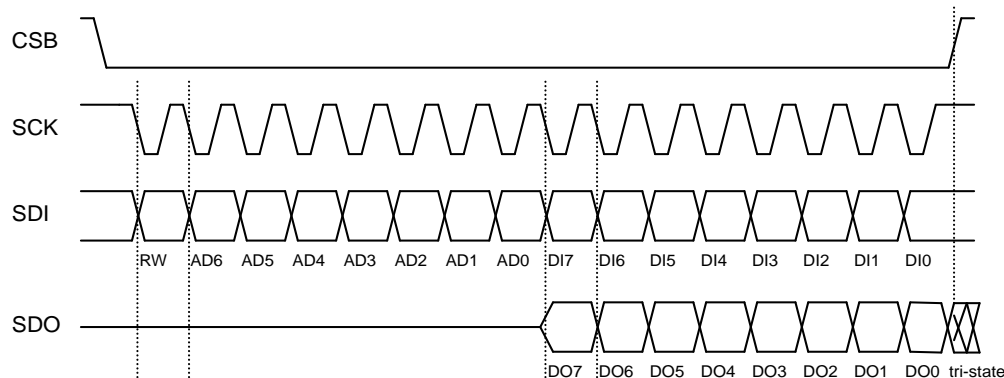 CSB
SCK
SDI
RW AD6 AD5 AD4 AD3 AD2 AD1 AD0 DI7 DI6 DI5 DI4 DI3 DI2 DI1 DI0
SDO
DO7 DO6 DO5 DO4 DO3 DO2 DO1 DO0 tri-state